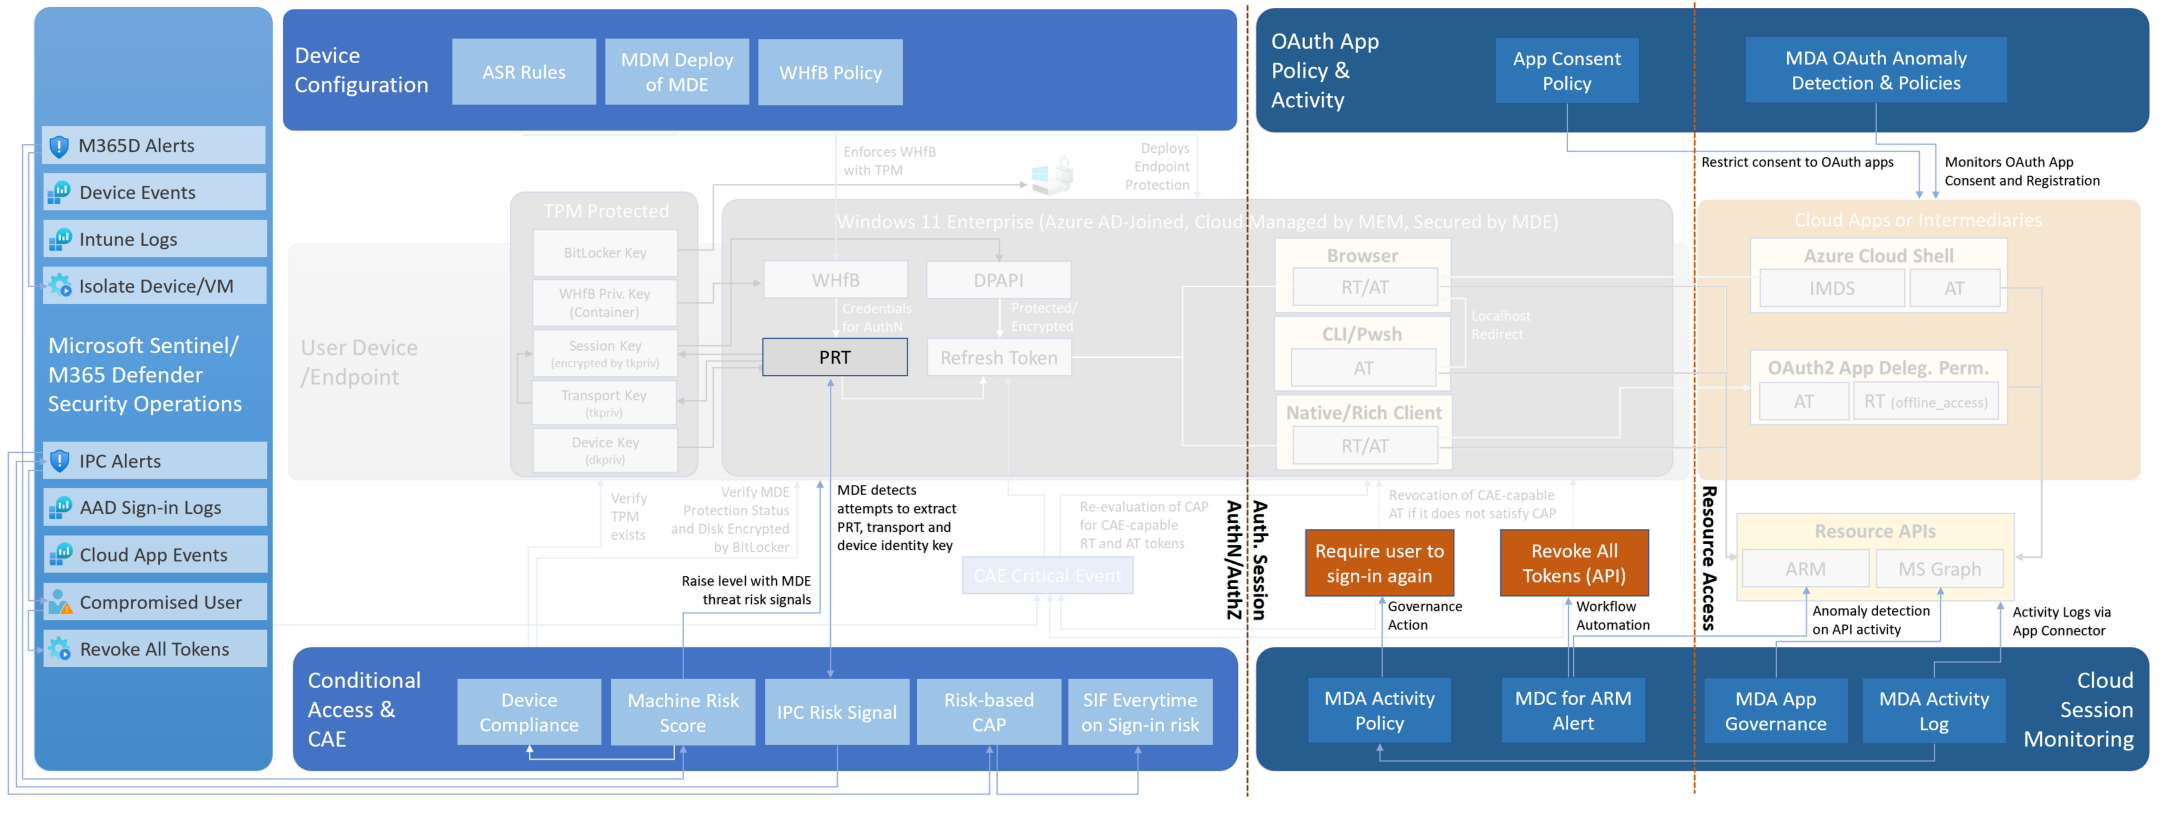 M365D Alerts
Device Events
Intune Logs
Isolate Device/VM
Microsoft Sentinel/
M365 Defender
Security Operations
IPC Alerts
AAD Sign-in Logs
Cloud App Events
Compromised User
Revoke All Tokens
Device
Configuration
ASR Rules
MDM Deploy
of MDE
WHfB Policy
OAuth App
Policy &
Activity
App Consent
Policy
MDA OAuth Anomaly
Detection & Policies
Enforces WHfB
with TPM
Deploys
Endpoint
Protection
Restrict consent to OAuth apps
Monitors OAuth App
Consent and Registration
User Device
/Endpoint
TPM Protected
BitLocker Key
WHfB Priv. Key
(Container)
Session Key
(encrypted by tkpriv)
Transport Key
(tkpriv)
Device Key
(dkpriv)
Windows 11 Enterprise (Azure AD-Joined, Cloud Managed by MEM, Secured by MDE)
WHfB
DPAPI
Credentials
for AuthN
Protected/
Encrypted
PRT
Refresh Token
Browser
RT/AT
CLI/Pwsh
AT
Localhost
Redirect
Native/Rich Client
RT/AT
Cloud Apps or Intermediaries
Azure Cloud Shell
IMDS
AT
OAuth2 App Deleg. Perm.
AT
RT (offline_access)
Verify
TPM
exists
Verify MDE
Protection Status
and Disk Encrypted
by BitLocker
MDE detects
attempts to extract
PRT, transport and
device identity key
Raise level with MDE
threat risk signals
Re-evaluation of CAP
for CAE-capable
RT and AT tokens
CAE Critical Event
AuthN/AuthZ
Auth. Session
Revocation of CAE-capable
AT if it does not satisfy CAP
Require user to
sign-in again
Revoke All
Tokens (API)
Governance
Action
Workflow
Automation
Resource Access
Resource APIs
ARM
MS Graph
Anomaly detection
on API activity
Activity Logs via
App Connector
Conditional
Access &
CAE
Device
Compliance
Machine Risk
Score
IPC Risk Signal
Risk-based
CAP
SIF Everytime
on Sign-in risk
MDA Activity
Policy
MDC for ARM
Alert
MDA App
Governance
MDA Activity
Log
Cloud
Session
Monitoring